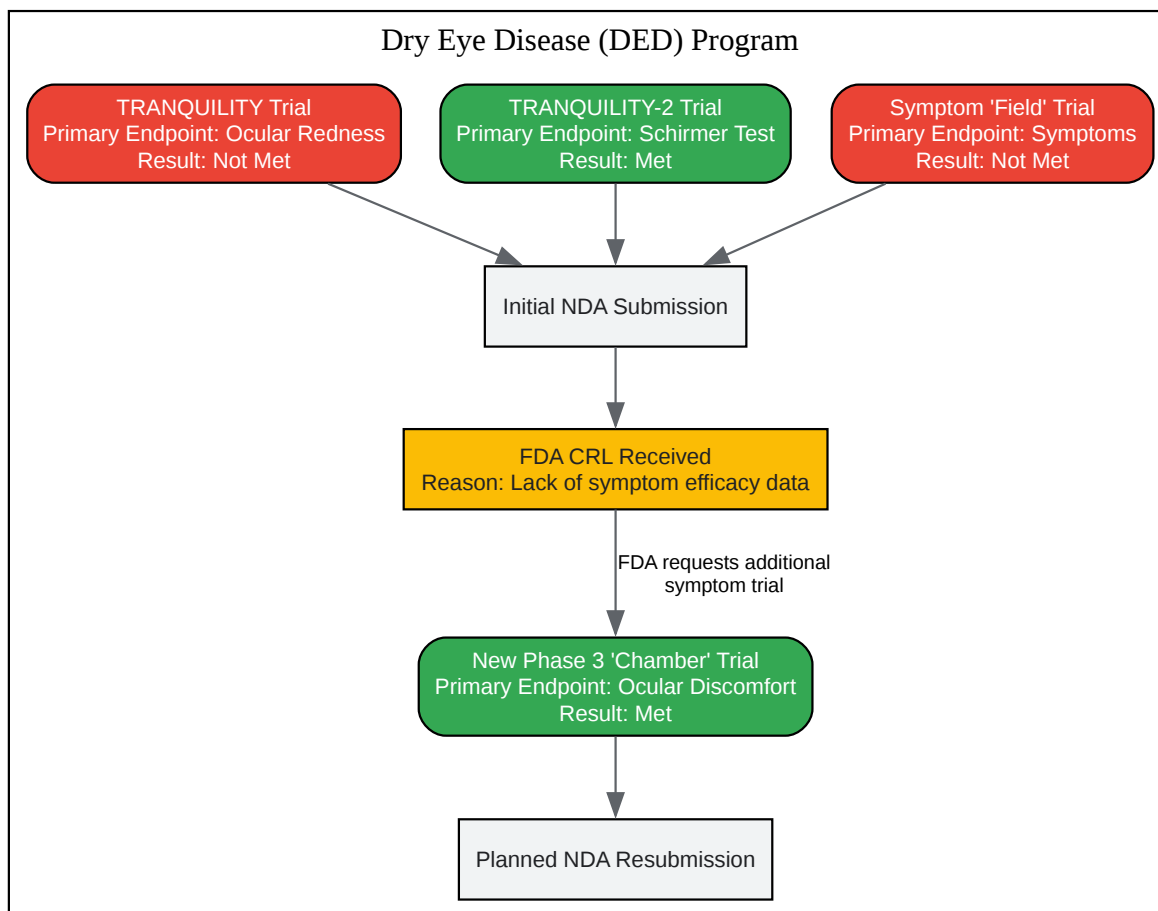 Dry Eye Disease (DED) Program
TRANQUILITY Trial
Primary Endpoint: Ocular Redness
Result: Not Met
TRANQUILITY-2 Trial
Primary Endpoint: Schirmer Test
Result: Met
Symptom 'Field' Trial
Primary Endpoint: Symptoms
Result: Not Met
Initial NDA Submission
FDA CRL Received
Reason: Lack of symptom efficacy data
FDA requests additional
symptom trial
New Phase 3 'Chamber' Trial
Primary Endpoint: Ocular Discomfort
Result: Met
Planned NDA Resubmission